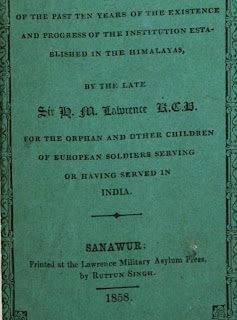 OF THE PAST TEN YEARS OF THE EXISTENCE
AND PROGRESS OF THE INSTITUTION ESTA-
BLISHED IN THE HIMALAYAS,
BY THE LATE
Sir H. M. Lawrence K.C.B.
FOR THE ORPHAN AND OTHER CHILDREN
OF EUROPEAN SOLDIERS SERVING
OR HAVING SERVED IN
INDIA.
SANAWUR:
Printed at the Lawrence Military Asylum Press,
by RUTTUN SINGH.
1858.